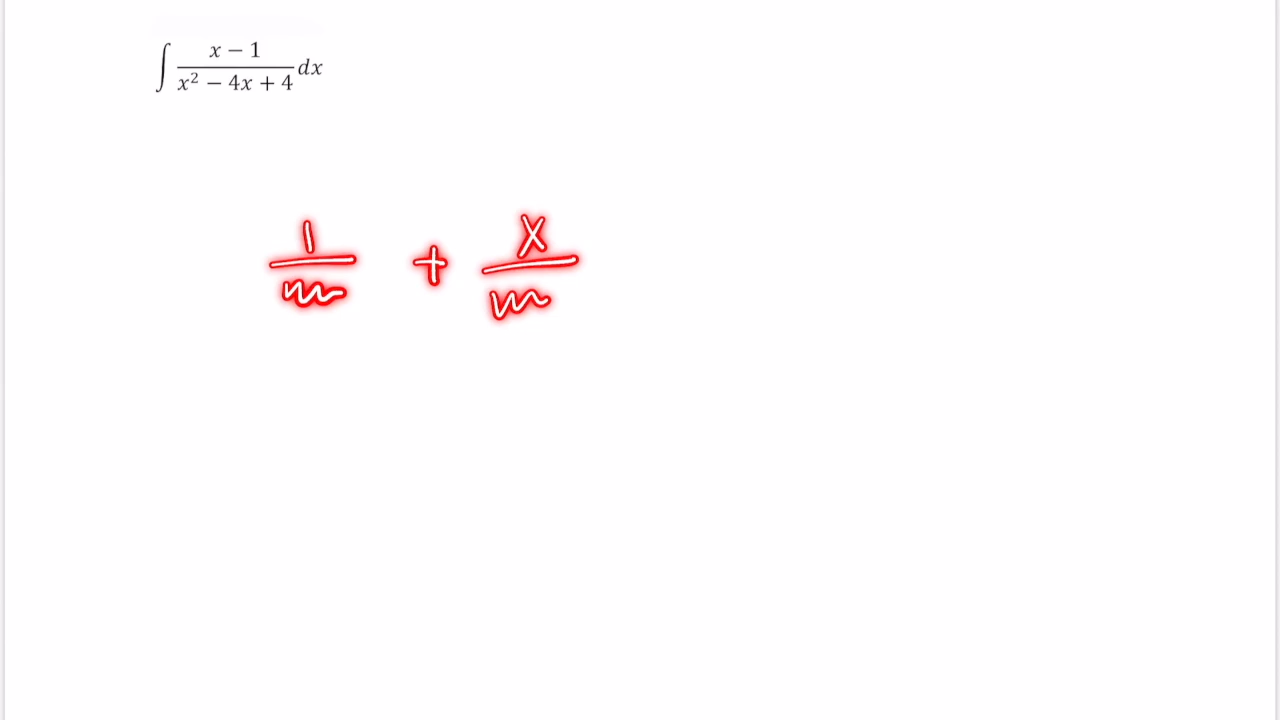 ∫ (x − 1)/(x² − 4x + 4) dx
1/m + x/m